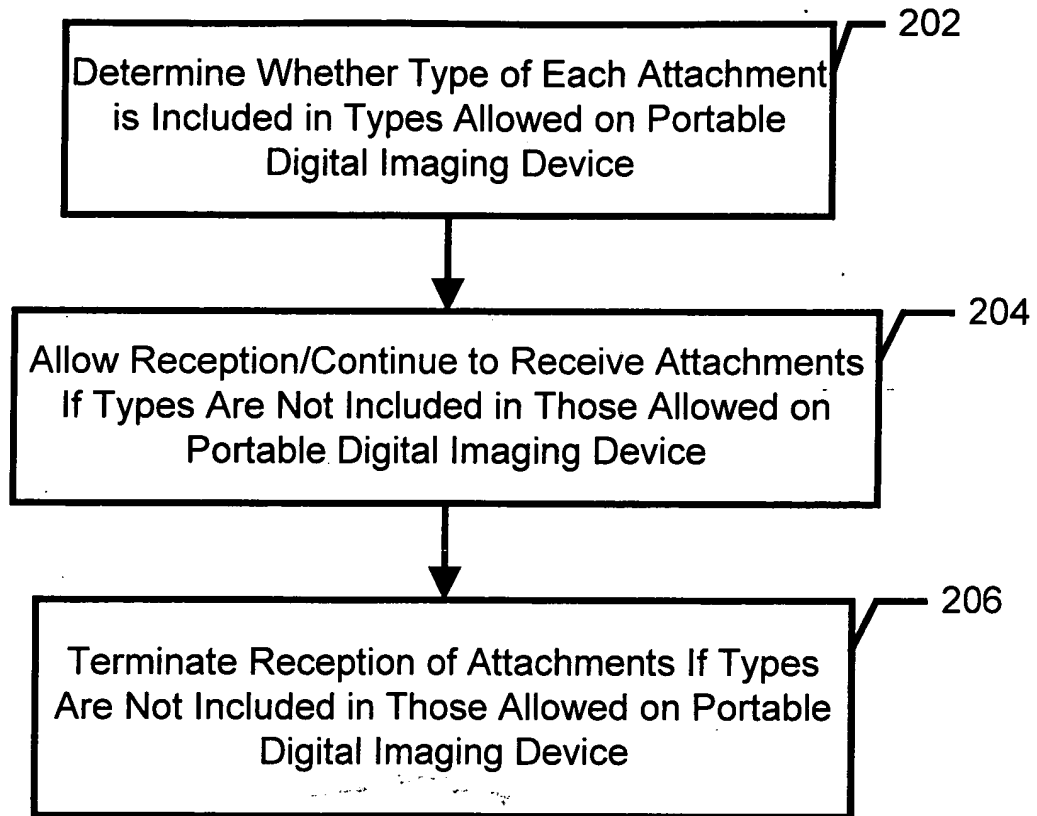 202
Determine Whether Type of Each Attachment
is Included in Types Allowed on Portable
Digital Imaging Device
204
Allow Reception/Continue to Receive Attachments
If Types Are Not Included in Those Allowed on
Portable Digital Imaging Device
206
Terminate Reception of Attachments If Types
Are Not Included in Those Allowed on Portable
Digital Imaging Device